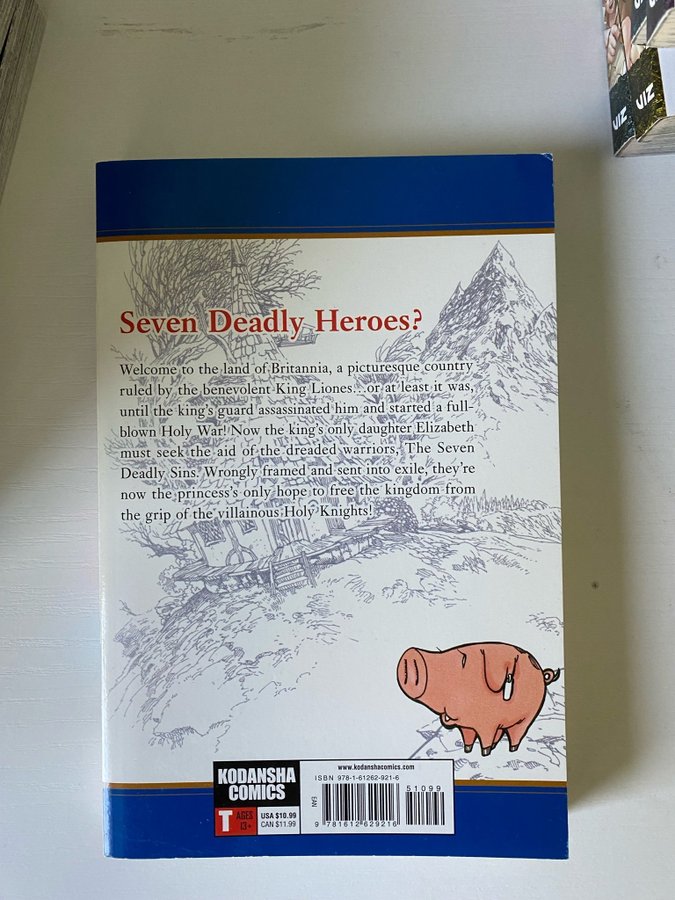 VIZ
VIZ
Seven Deadly Heroes?
Welcome to the land of Britannia, a picturesque country
ruled by the benevolent King Liones...or at least it was,
until the king's guard assassinated him and started a full-
blown Holy War! Now the king's only daughter Elizabeth
must seek the aid of the dreaded warriors, The Seven
Deadly Sins. Wrongly framed and sent into exile, they're
now the princess's only hope to free the kingdom from
the grip of the villainous Holy Knights!
KODANSHA
COMICS
T AGES
13+
USA $10.99
CAN $11.99
www.kodanshacomics.com
ISBN 978-1-61262-921-6
51099
EAN
9 781612 629216